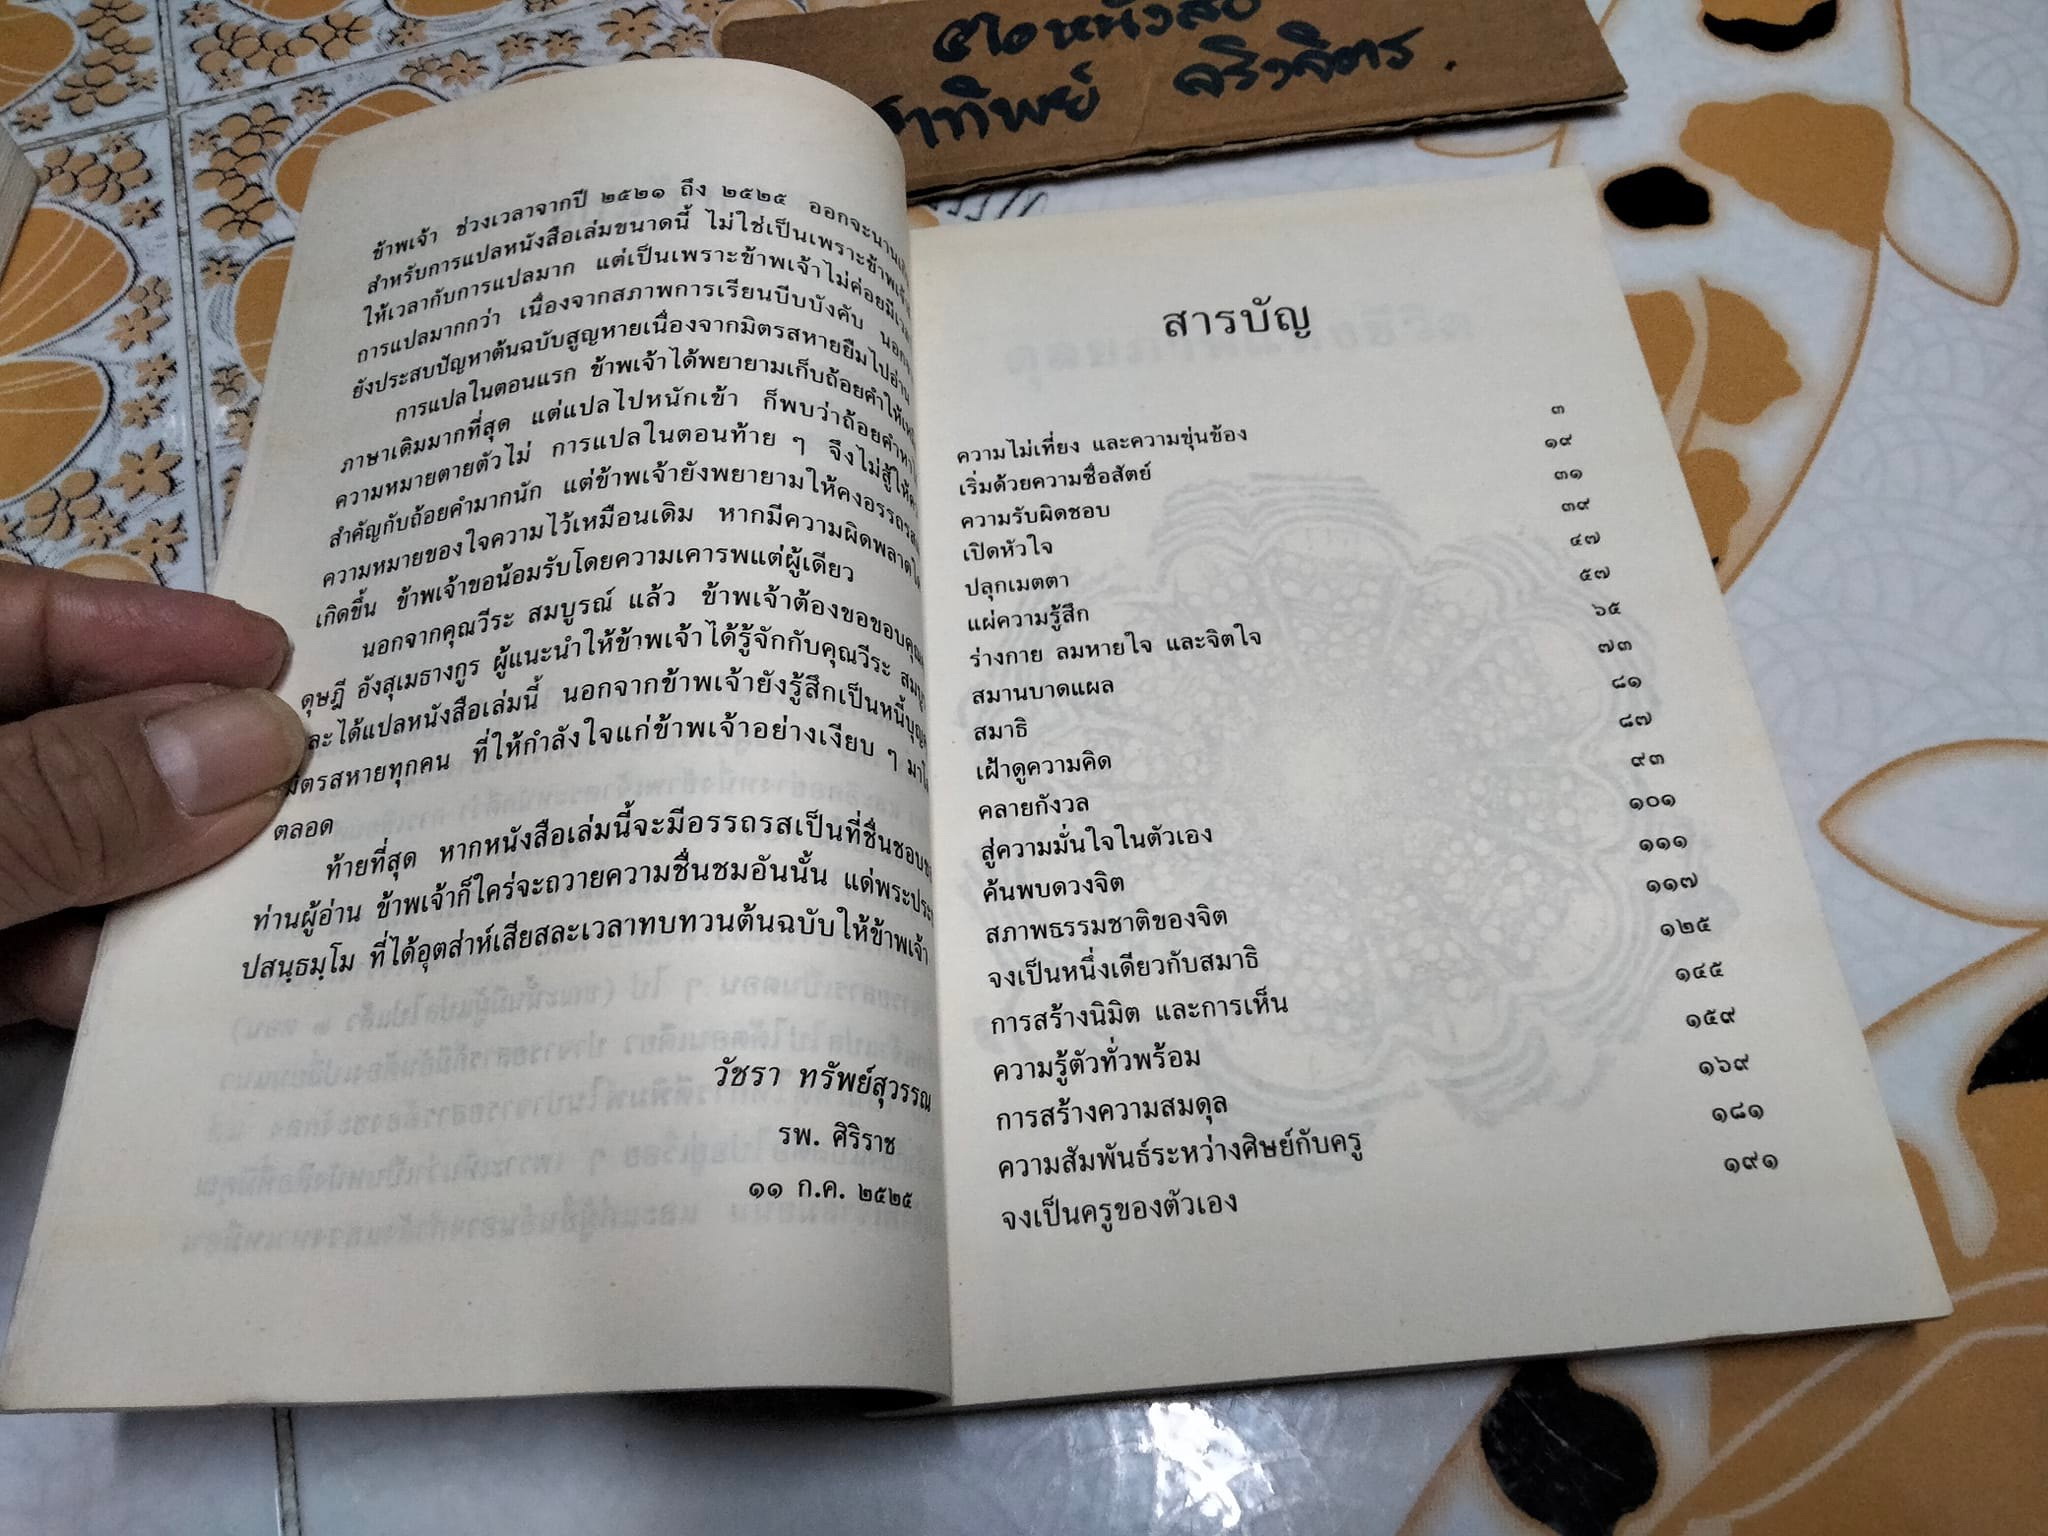 ข้าพเจ้า ช่วงเวลาจากปี ๒๕๒๑ ถึง ๒๕๒๕ ออกจะนาน
สำหรับการแปลหนังสือเล่มขนาดนี้ ไม่ใช่เป็นเพราะข้าพเจ้า
ให้เวลากับการแปลมาก แต่เป็นเพราะข้าพเจ้าไม่ค่อยมี
การแปลมากกว่า เนื่องจากสภาพการเรียนบีบบังคับ
ยังประสบปัญหาต้นฉบับสูญหายเนื่องจากมิตรสหายยืมไปอ่าน
การแปลในตอนแรก ข้าพเจ้าได้พยายามเก็บถ้อยคำให้
ภาษาเดิมมากที่สุด แต่แปลไปหนักเข้า ก็พบว่าถ้อยคำหา
ความหมายตายตัวไม่ การแปลในตอนท้าย ๆ จึงไม่สู้ให้
สำคัญกับถ้อยคำมากนัก แต่ข้าพเจ้ายังพยายามให้คงอรรถรส
ความหมายของใจความไว้เหมือนเดิม หากมีความผิดพลาดใด
เกิดขึ้น ข้าพเจ้าขอน้อมรับโดยความเคารพแต่ผู้เดียว
นอกจากคุณวีระ สมบูรณ์ แล้ว ข้าพเจ้าต้องขอขอบคุณ
ดุษฎี อังสุเมธางกูร ผู้แนะนำให้ข้าพเจ้าได้รู้จักกับคุณวีระ
ละได้แปลหนังสือเล่มนี้ นอกจากข้าพเจ้ายังรู้สึกเป็นหนี้บุญ
มิตรสหายทุกคน ที่ให้กำลังใจแก่ข้าพเจ้าอย่างเงียบ ๆ มา
ตลอด
ท้ายที่สุด หากหนังสือเล่มนี้จะมีอรรถรสเป็นที่ชื่นชอบ
ท่านผู้อ่าน ข้าพเจ้าก็ใคร่จะถวายความชื่นชมอันนั้น แด่พระ
ปสนฺธมฺโม ที่ได้อุตส่าห์เสียสละเวลาทบทวนต้นฉบับให้ข้าพเจ้า
วัชรา ทรัพย์สุวรรณ
รพ. ศิริราช
๑๑ ก.ค. ๒๕๒๕
สารบัญ
ความไม่เที่ยง และความขุ่นข้อง ๓
เริ่มด้วยความซื่อสัตย์ ๑๙
ความรับผิดชอบ ๓๑
เปิดหัวใจ ๓๙
ปลุกเมตตา ๔๗
แผ่ความรู้สึก ๕๗
ร่างกาย ลมหายใจ และจิตใจ ๖๕
สมานบาดแผล ๗๓
สมาธิ ๘๑
เฝ้าดูความคิด ๘๗
คลายกังวล ๙๓
สู่ความมั่นใจในตัวเอง ๑๐๑
ค้นพบดวงจิต ๑๑๑
สภาพธรรมชาติของจิต ๑๑๗
จงเป็นหนึ่งเดียวกับสมาธิ ๑๒๕
การสร้างนิมิต และการเห็น ๑๔๕
ความรู้ตัวทั่วพร้อม ๑๕๙
การสร้างความสมดุล ๑๖๙
ความสัมพันธ์ระหว่างศิษย์กับครู ๑๘๑
จงเป็นครูของตัวเอง ๑๙๑